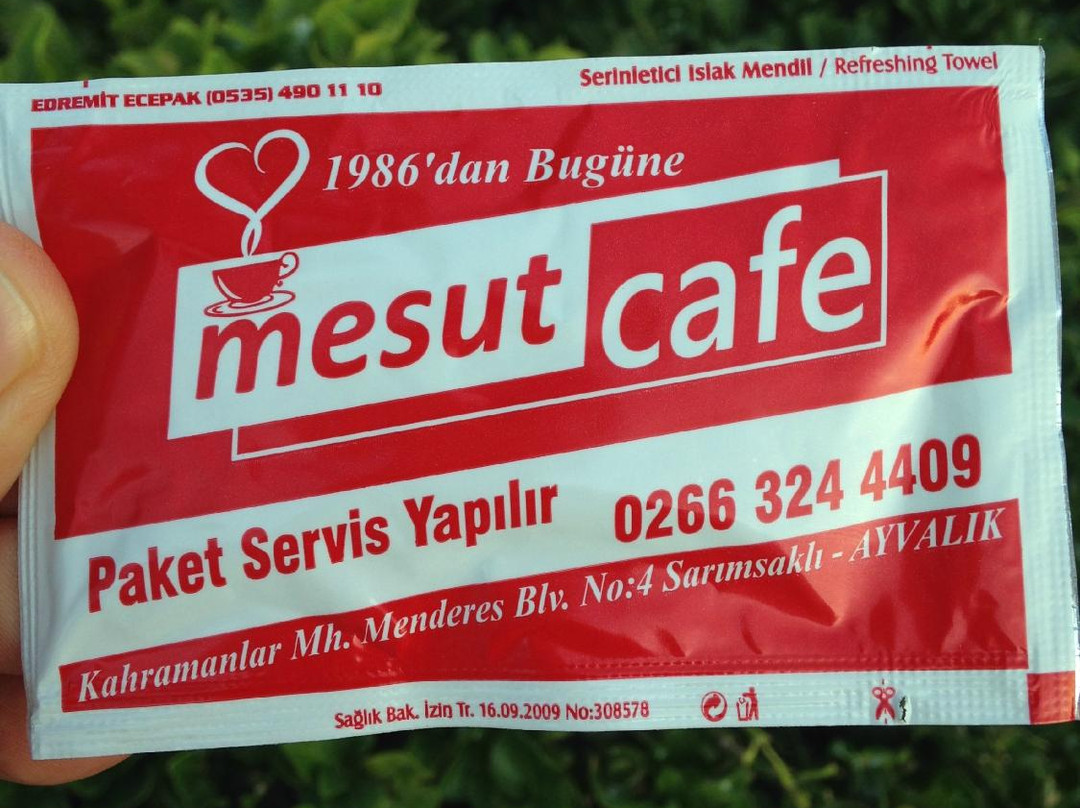 EDREMİT ECEPAK (0535) 490 11 10
Serinletici Islak Mendil / Refreshing Towel
1986'dan Bugüne
mesut cafe
Paket Servis Yapılır 0266 324 4409
Kahramanlar Mh. Menderes Blv. No:4 Sarımsaklı - AYVALIK
Sağlık Bak. İzin Tr. 16.09.2009 No:308578